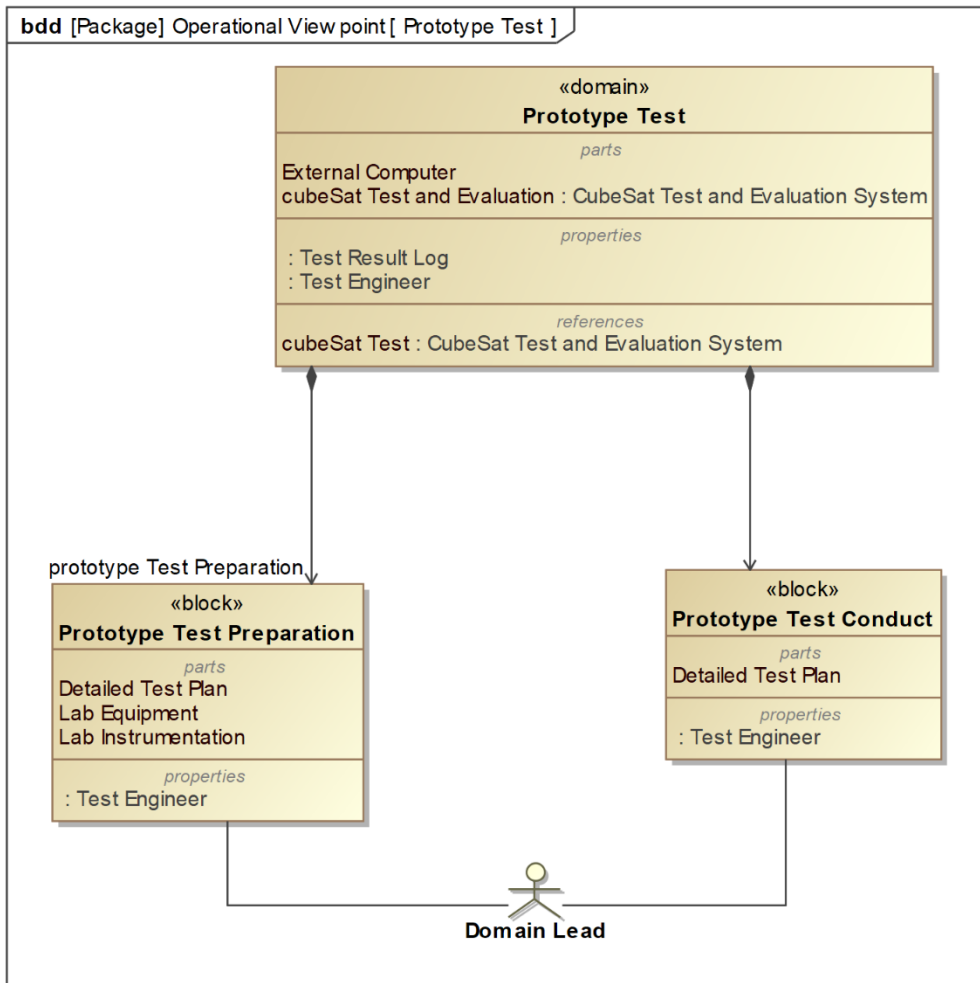 bdd [Package] Operational Viewpoint [ Prototype Test ]
«domain»
Prototype Test
parts
External Computer
cubeSat Test and Evaluation : CubeSat Test and Evaluation System
properties
: Test Result Log
: Test Engineer
references
cubeSat Test : CubeSat Test and Evaluation System
prototype Test Preparation
«block»
Prototype Test Preparation
parts
Detailed Test Plan
Lab Equipment
Lab Instrumentation
properties
: Test Engineer
«block»
Prototype Test Conduct
parts
Detailed Test Plan
properties
: Test Engineer
Domain Lead